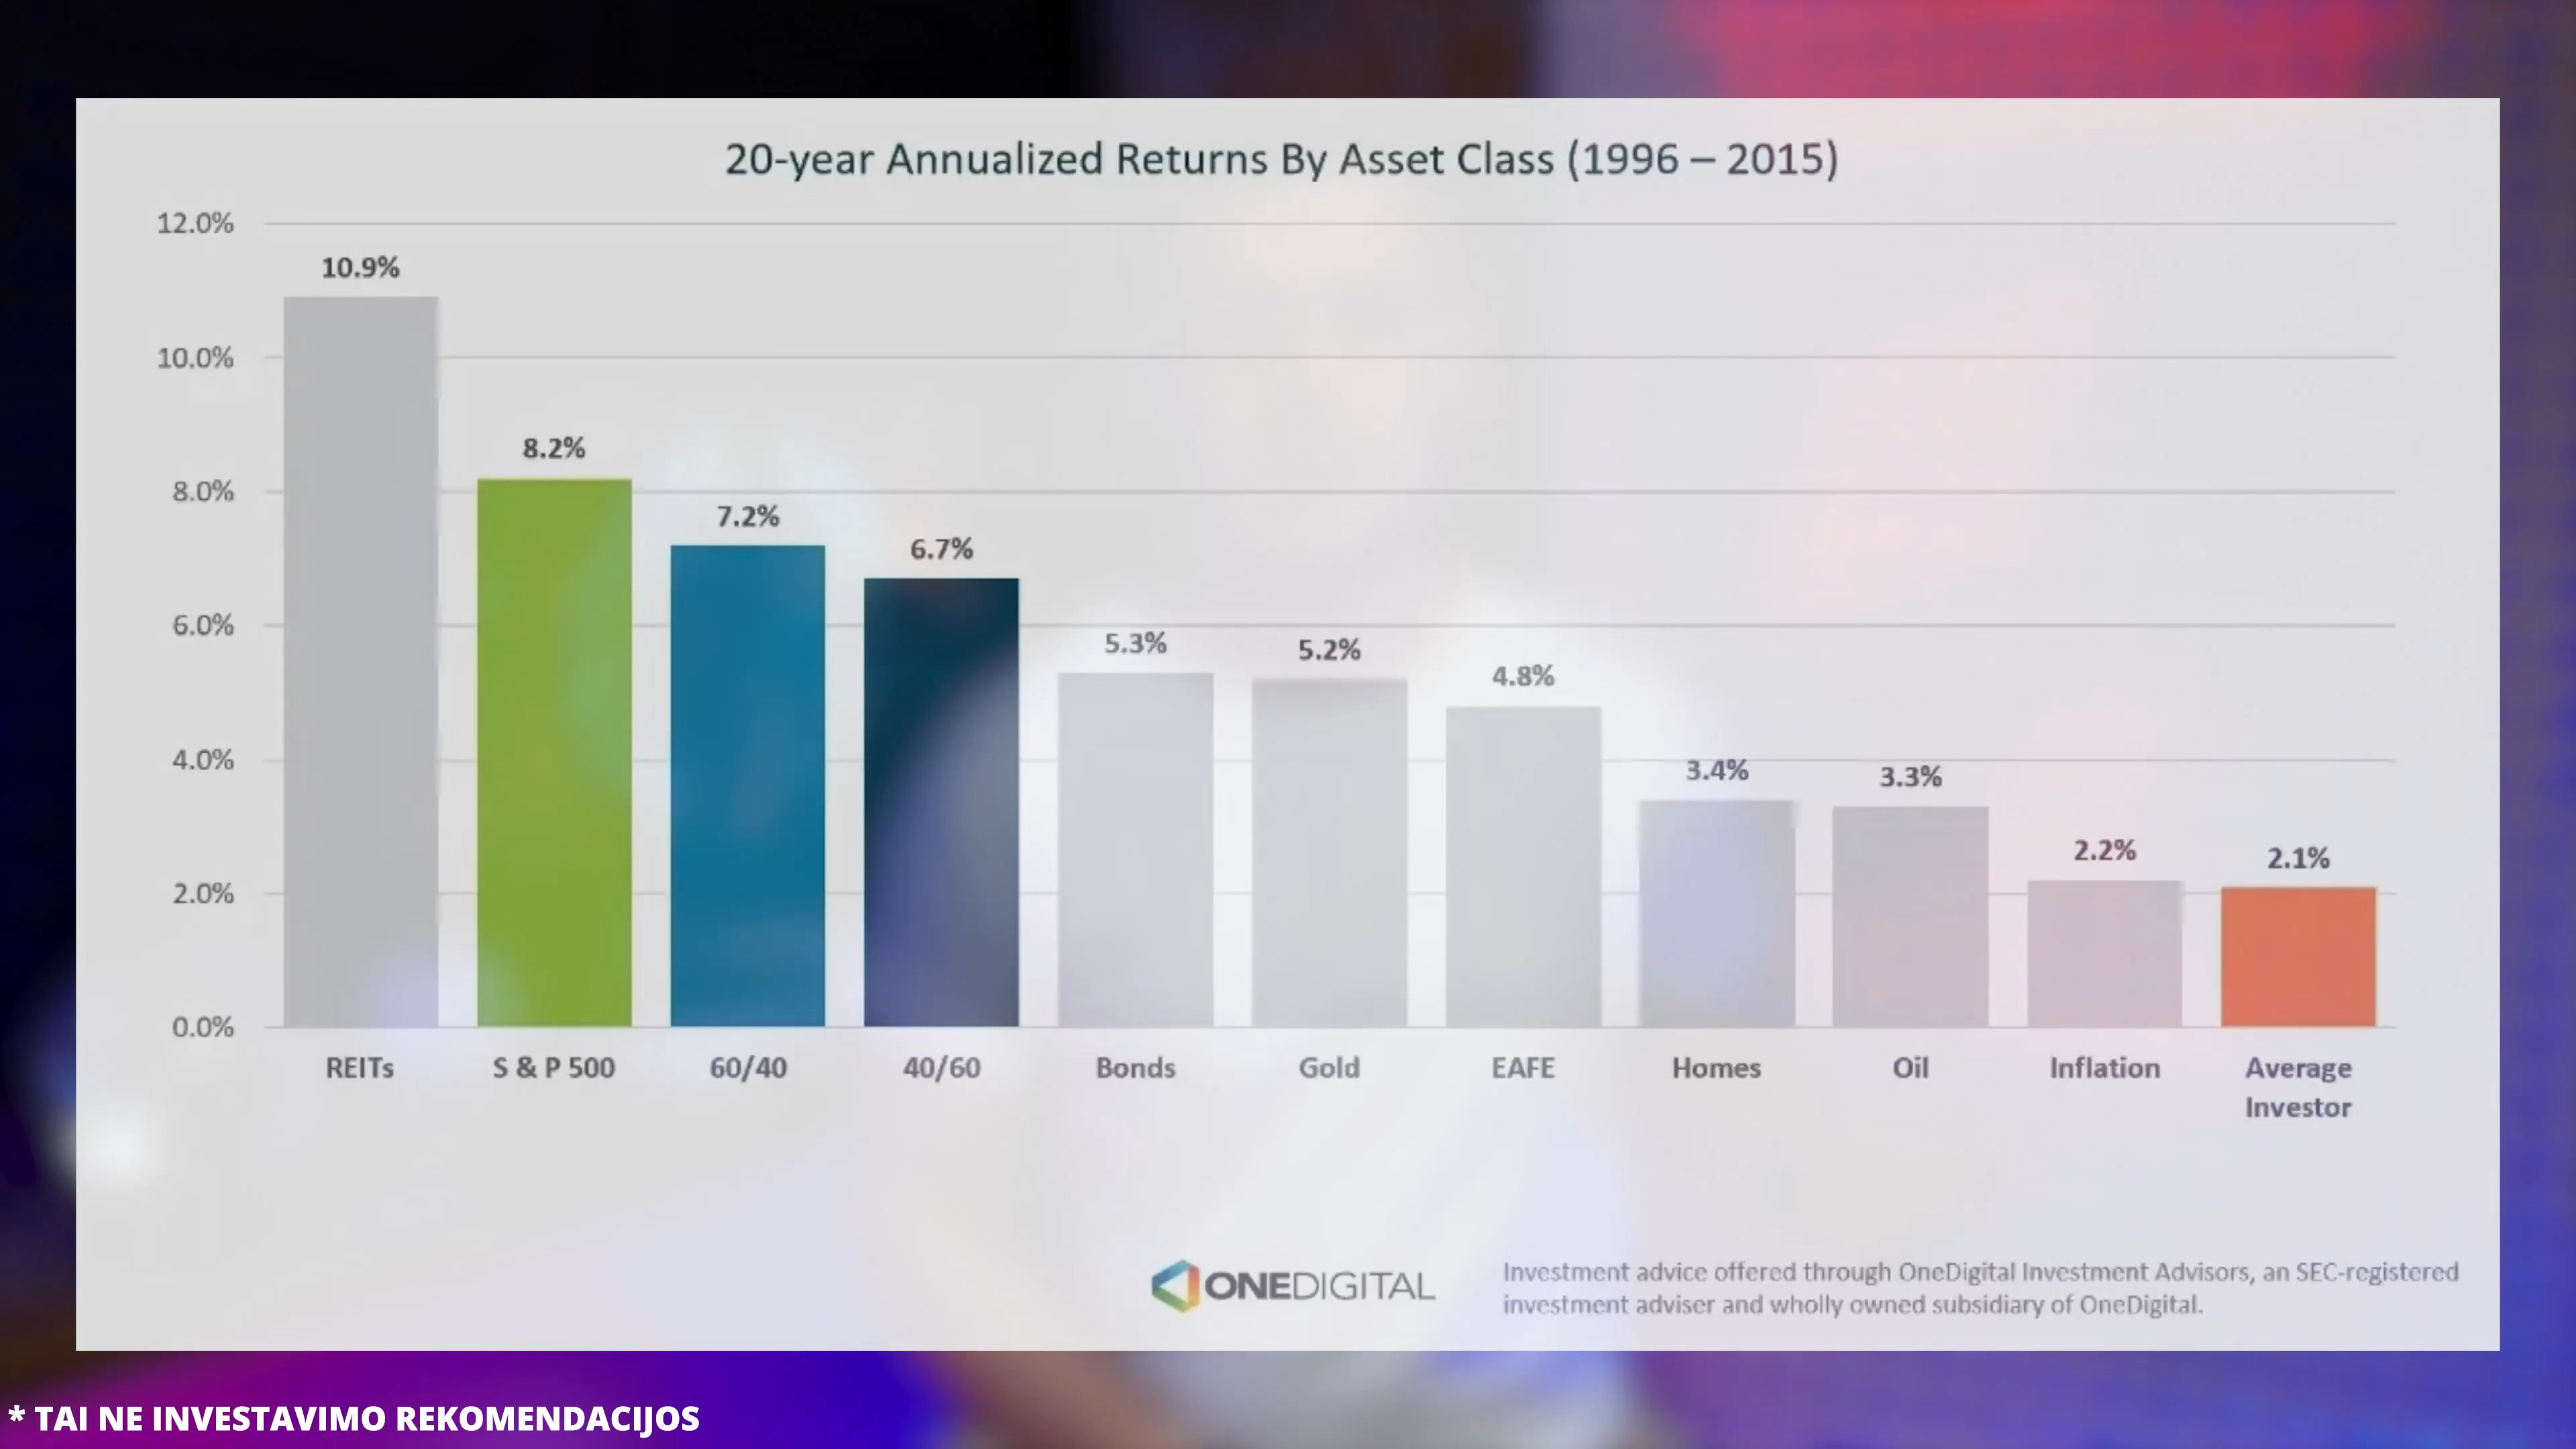 20-year Annualized Returns By Asset Class (1996 – 2015)
12.0%
10.0%
8.0%
6.0%
4.0%
2.0%
0.0%
10.9%
8.2%
7.2%
6.7%
5.3%
5.2%
4.8%
3.4%
3.3%
2.2%
2.1%
REITs
S & P 500
60/40
40/60
Bonds
Gold
EAFE
Homes
Oil
Inflation
Average
Investor
ONEDIGITAL
Investment advice offered through OneDigital Investment Advisors, an SEC-registered
investment adviser and wholly owned subsidiary of OneDigital.
* TAI NE INVESTAVIMO REKOMENDACIJOS